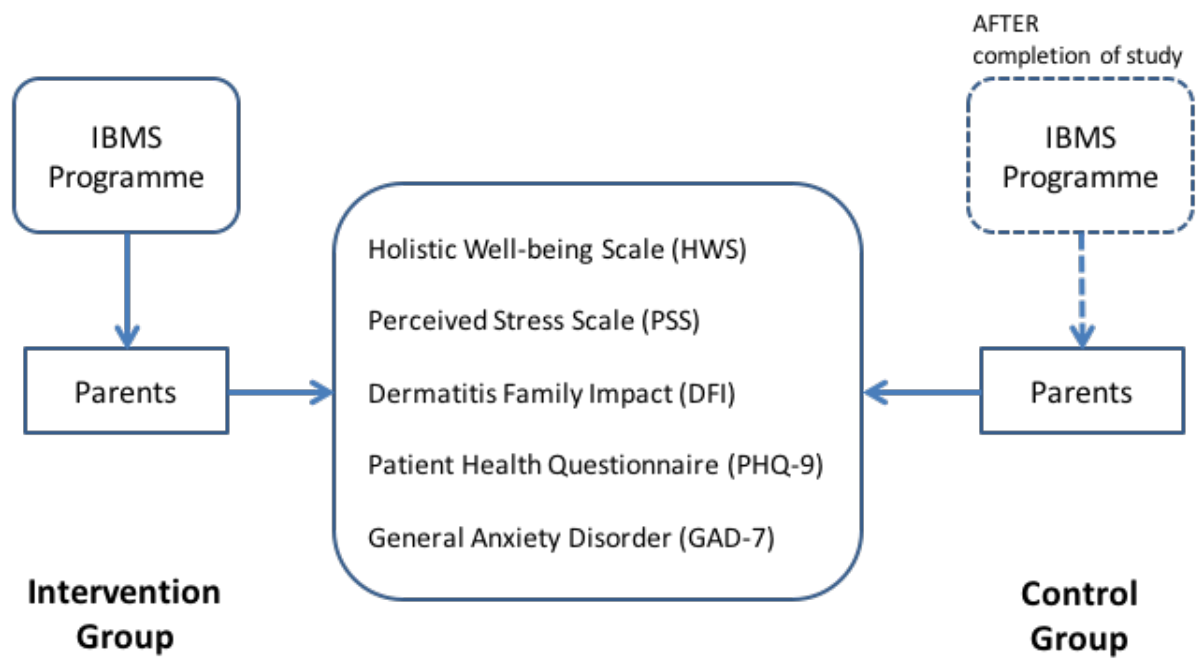 AFTER
completion of study
IBMS
Programme
IBMS
Programme
Holistic Well-being Scale (HWS)
Perceived Stress Scale (PSS)
Parents
Dermatitis Family Impact (DFI)
Parents
Patient Health Questionnaire (PHQ-9)
General Anxiety Disorder (GAD-7)
Intervention
Group
Control
Group